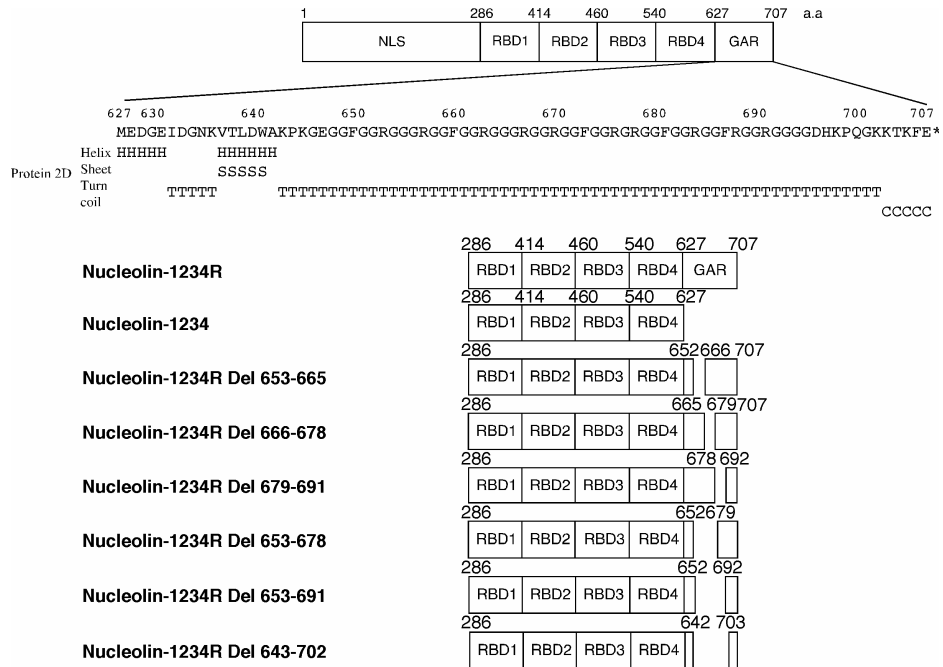 1 286 414 460 540 627 707 a.a
NLS RBD1 RBD2 RBD3 RBD4 GAR
627 630 640 650 660 670 680 690 700 707
MEDGEIDGNKVTLDWAKPKGEGGFGGRGGGRGGFGGRGGGRGGRGGFGGRGRGGFGGRGGFRGGRGGGGDHKPQGKKTKFE*
Protein 2D
Helix HHHHH HHHHHH
Sheet SSSSS
Turn TTTTT TTTTTTTTTTTTTTTTTTTTTTTTTTTTTTTTTTTTTTTTTTTTTTTTTTTTTTTTTTTT
coil CCCCC
286 414 460 540 627 707
Nucleolin-1234R RBD1 RBD2 RBD3 RBD4 GAR
286 414 460 540 627
Nucleolin-1234 RBD1 RBD2 RBD3 RBD4
286 652 666 707
Nucleolin-1234R Del 653-665 RBD1 RBD2 RBD3 RBD4
286 665 679 707
Nucleolin-1234R Del 666-678 RBD1 RBD2 RBD3 RBD4
286 678 692
Nucleolin-1234R Del 679-691 RBD1 RBD2 RBD3 RBD4
286 652 679
Nucleolin-1234R Del 653-678 RBD1 RBD2 RBD3 RBD4
286 652 692
Nucleolin-1234R Del 653-691 RBD1 RBD2 RBD3 RBD4
286 642 703
Nucleolin-1234R Del 643-702 RBD1 RBD2 RBD3 RBD4